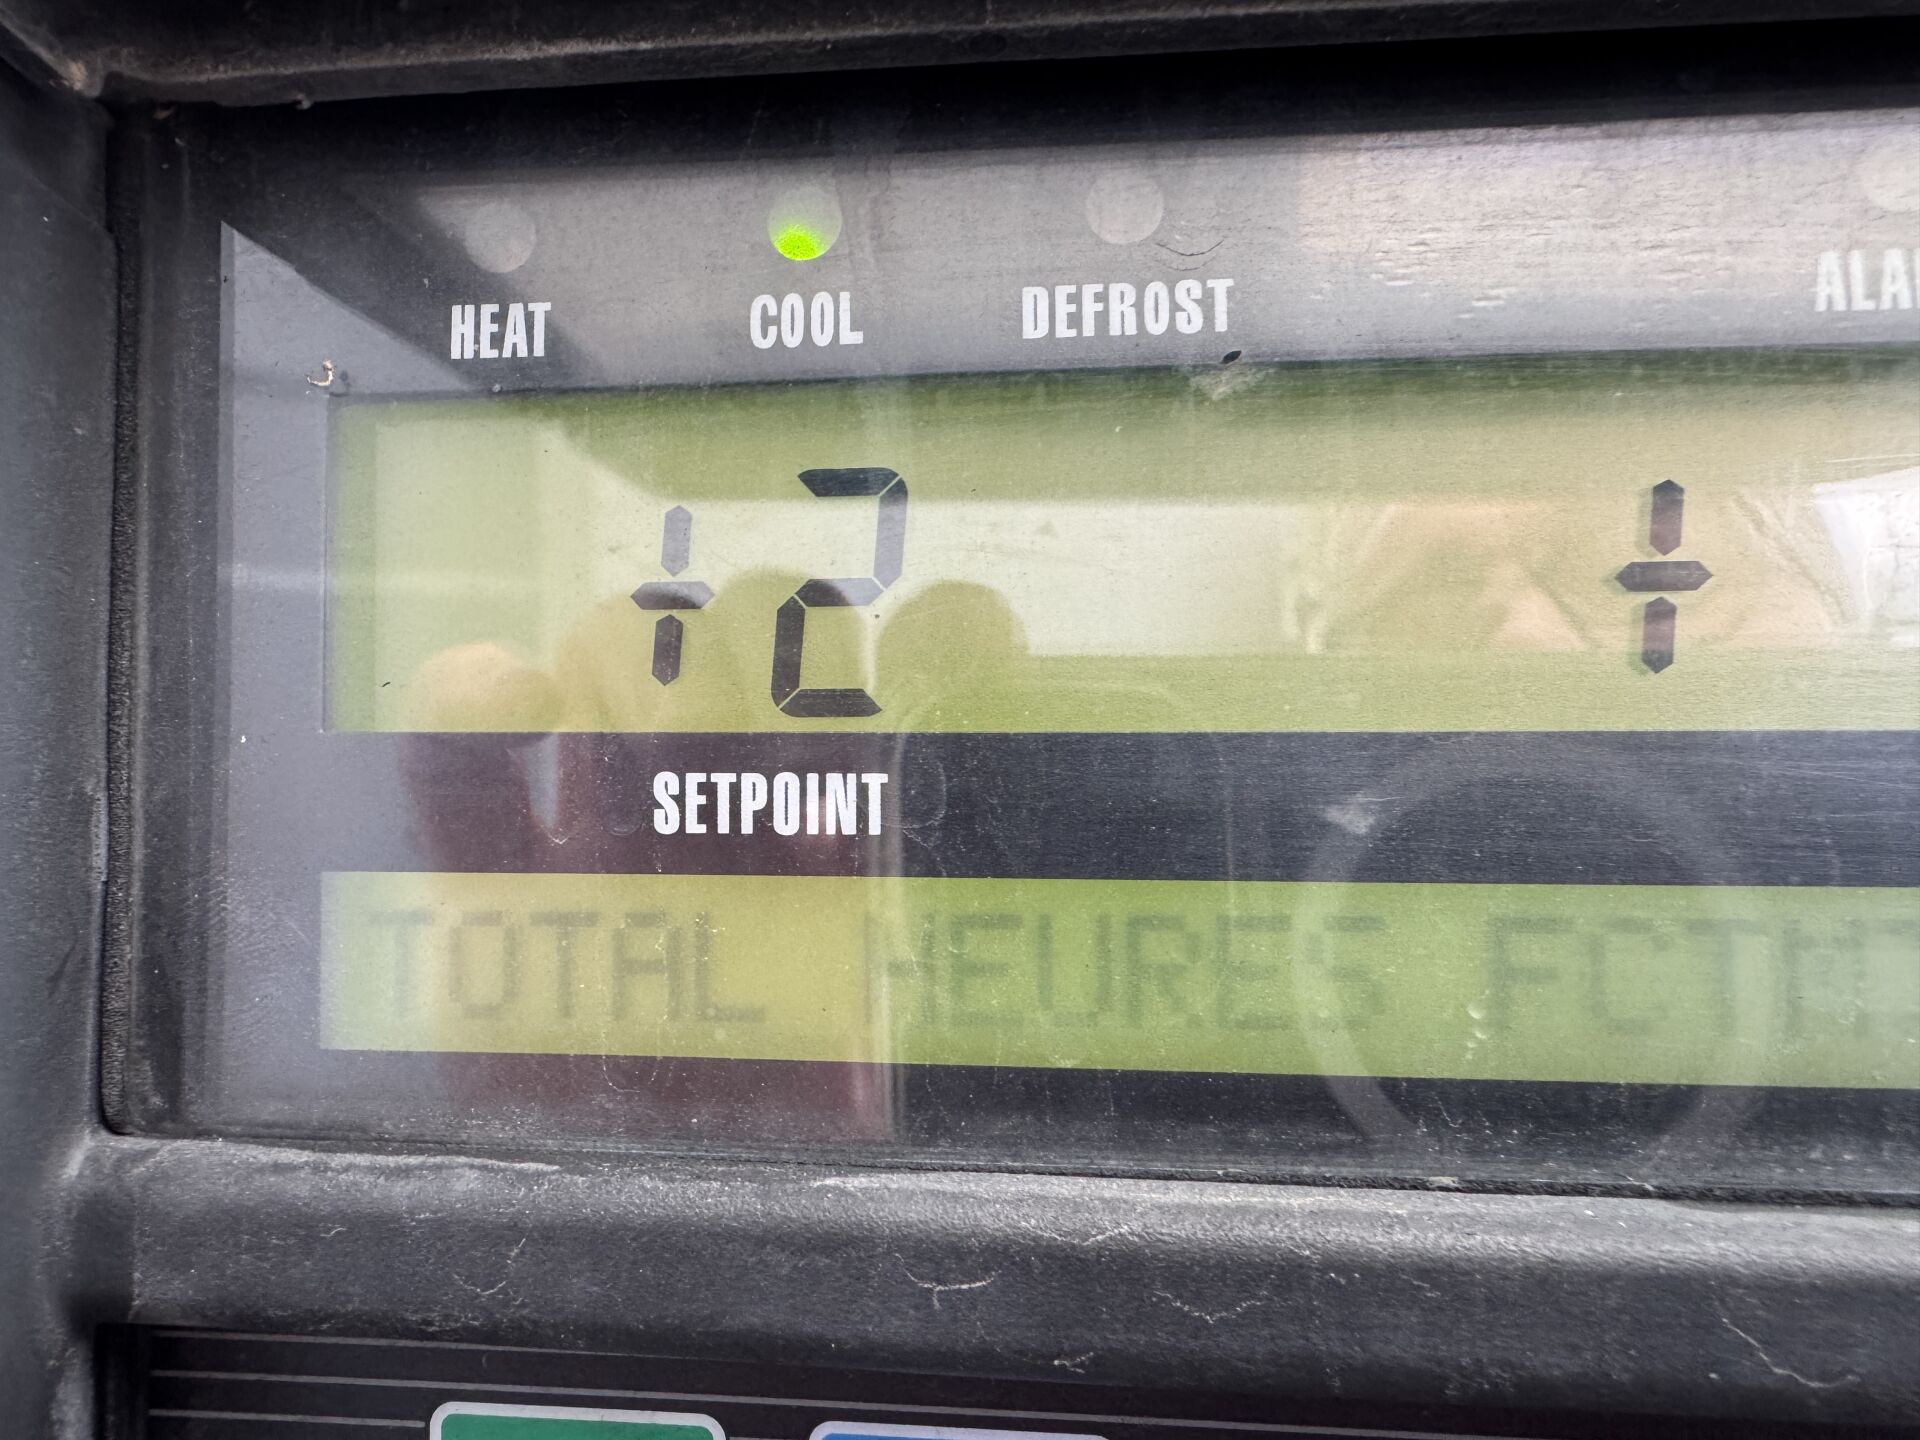 HEAT COOL DEFROST
+2 +
SETPOINT
TOTAL HEURES